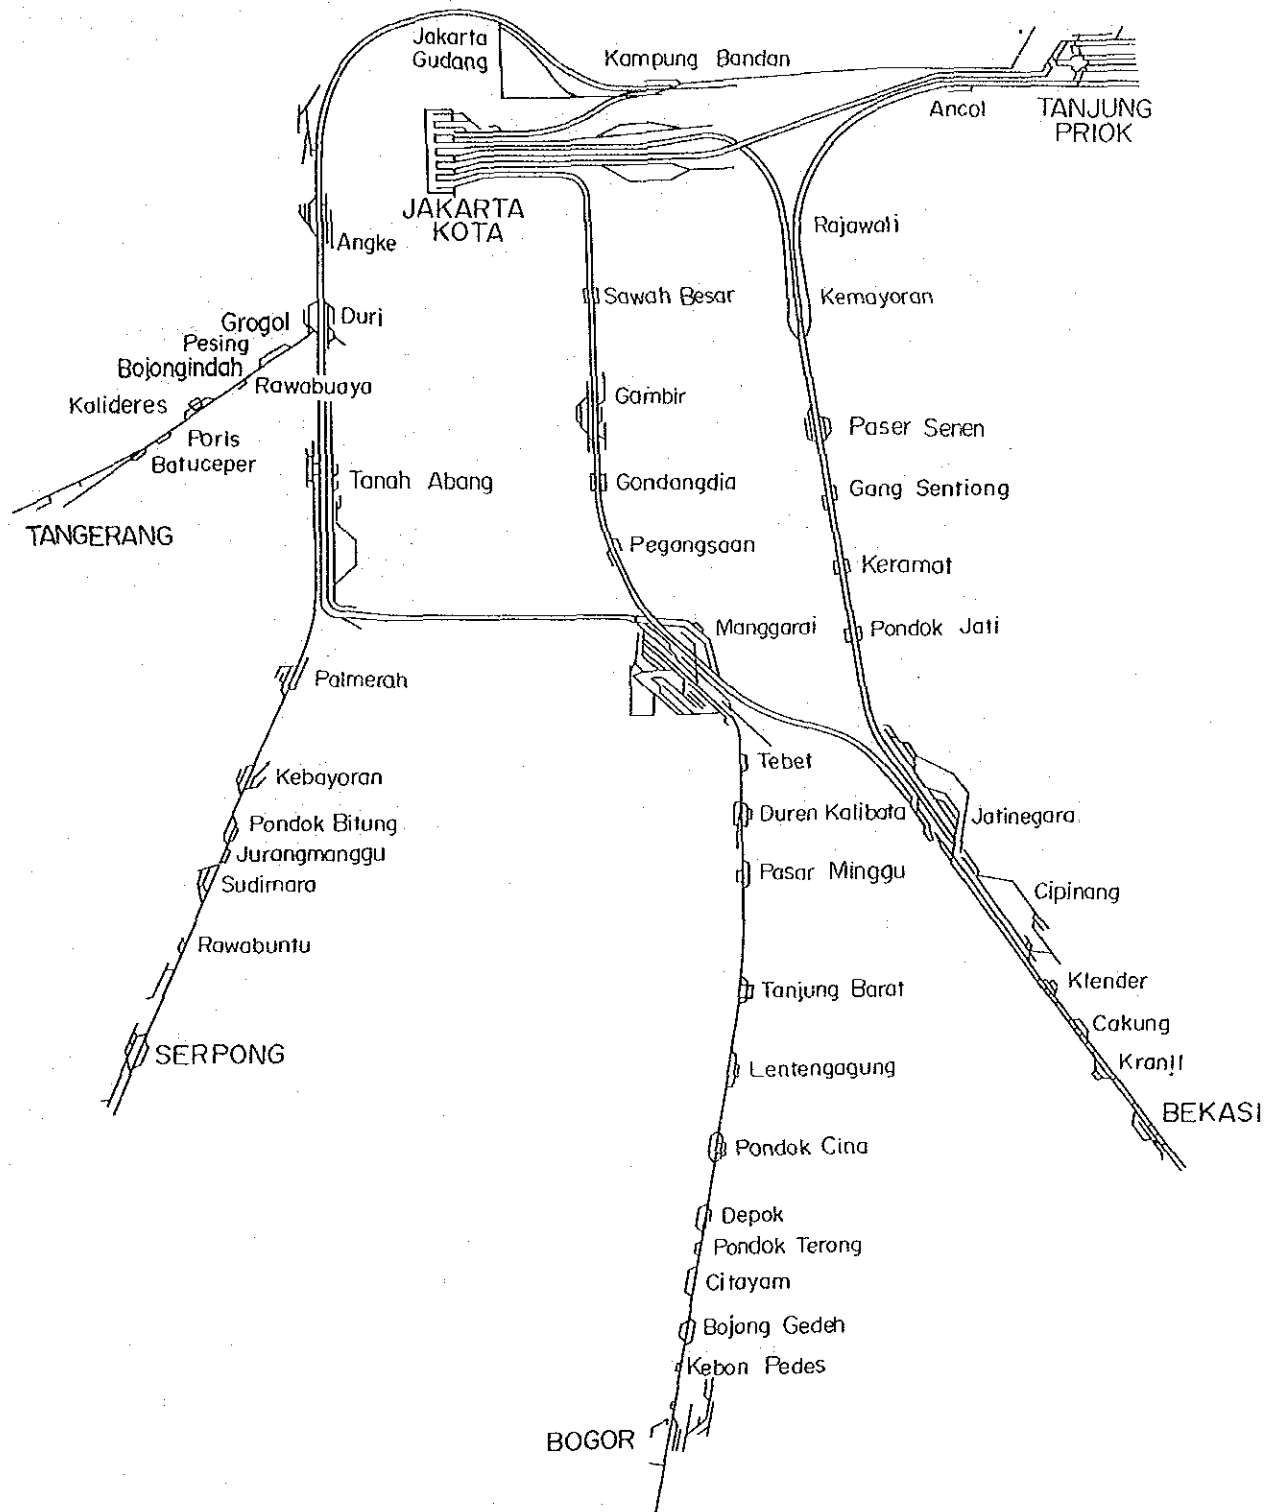 Jakarta
Gudang
Kampung Bandan
Ancol
TANJUNG
PRIOK
JAKARTA
KOTA
Angke
Rajawali
Sawah Besar
Kemayoran
Grogol
Duri
Pesing
Bojongindah
Rawabuaya
Kalideres
Poris
Batuceper
TANGERANG
Gambir
Paser Senen
Tanah Abang
Gondangdia
Gang Sentiong
Pegangsaan
Keramat
Manggarai
Pondok Jati
Palmerah
Kebayoran
Pondok Bitung
Jurangmanggu
Sudimara
Rawabuntu
SERPONG
Tebet
Duren Kalibata
Jatinegara
Pasar Minggu
Cipinang
Tanjung Barat
Klender
Cakung
Kranji
BEKASI
Lentengagung
Pondok Cina
Depok
Pondok Terong
Citayam
Bojong Gedeh
Kebon Pedes
BOGOR